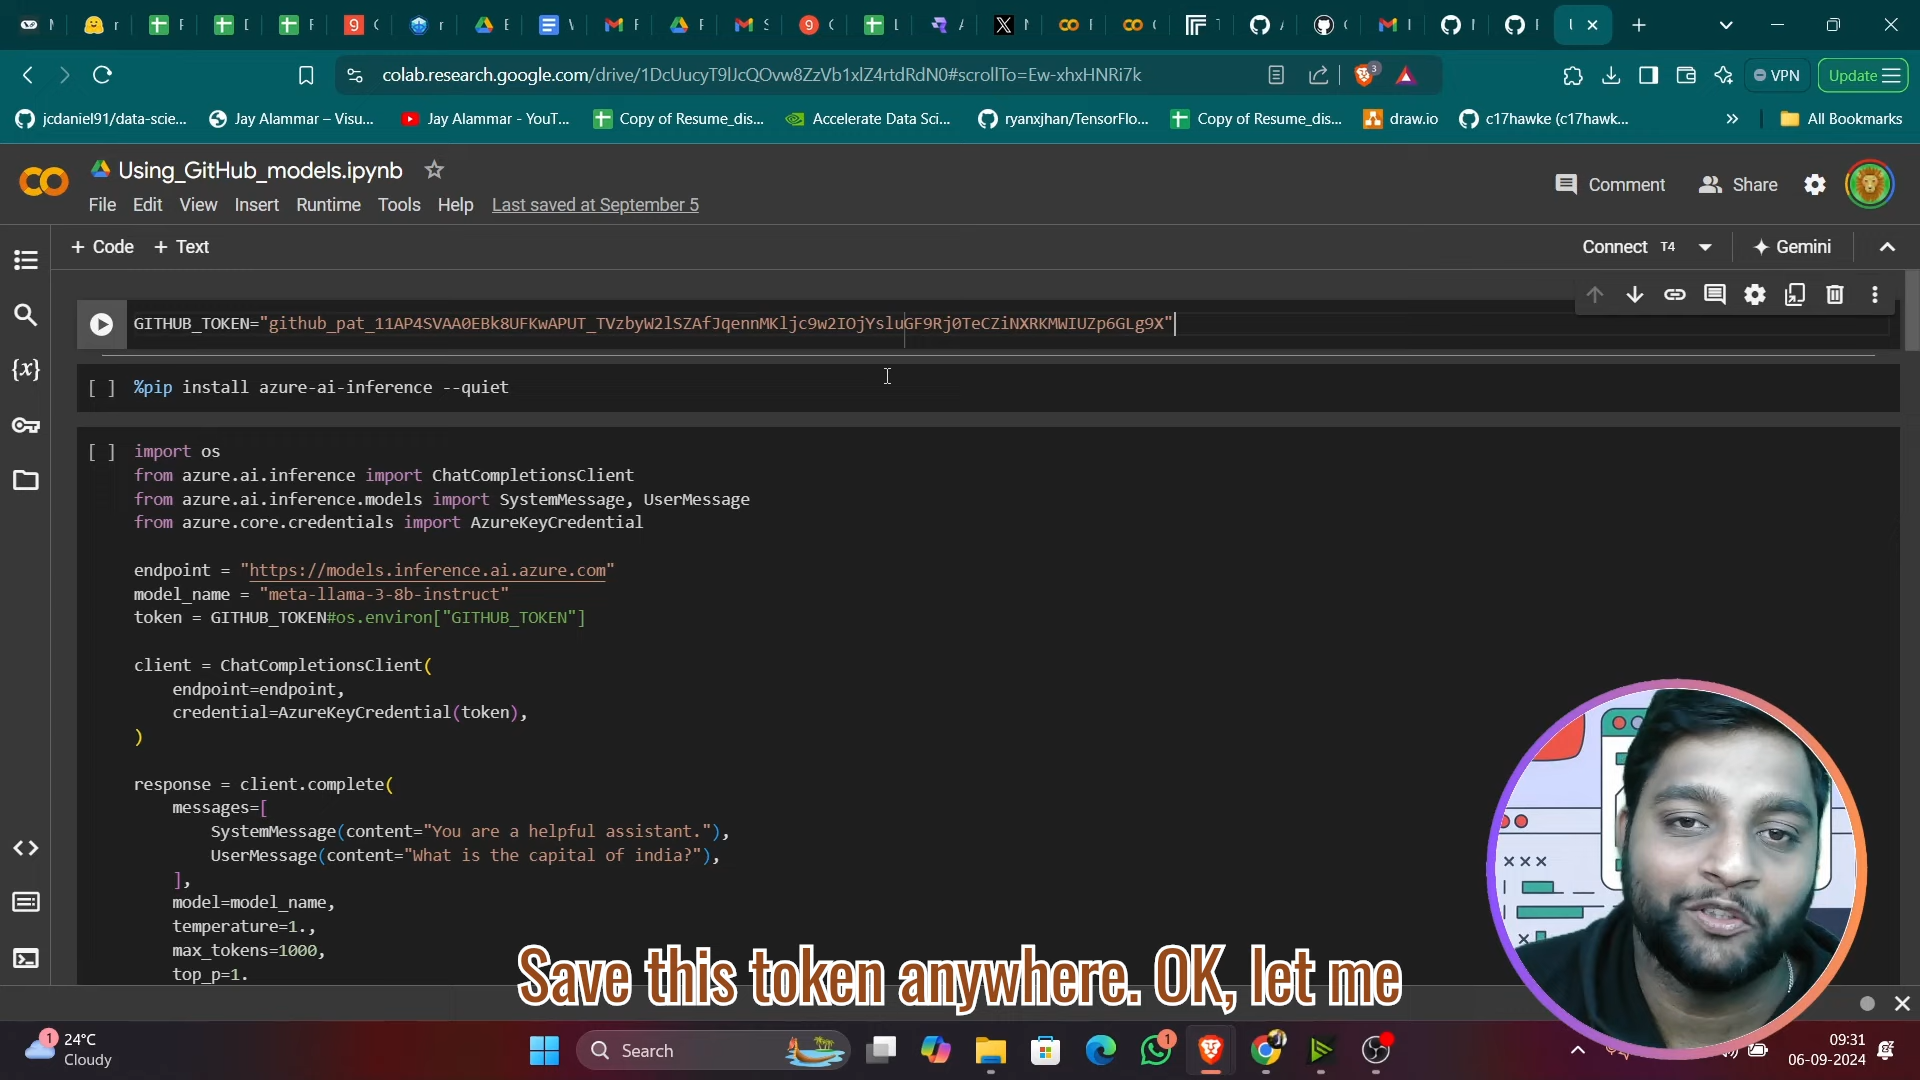 colab.research.google.com/drive/1DcUucyT9lJcQOvw8ZzVb1xlZ4rtdRdN0#scrollTo=Ew-xhxHNRi7k
3
VPN
Update
jcdaniel91/data-scie...
Jay Alammar – Visu...
Jay Alammar - YouT...
Copy of Resume_dis...
Accelerate Data Sci...
ryanxjhan/TensorFlo...
Copy of Resume_dis...
draw.io
c17hawke (c17hawk...
All Bookmarks
Using_GitHub_models.ipynb
Comment
Share
File Edit View Insert Runtime Tools Help Last saved at September 5
+ Code + Text
Connect T4
Gemini
GITHUB_TOKEN="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"
[ ] %pip install azure-ai-inference --quiet
[ ] import os
from azure.ai.inference import ChatCompletionsClient
from azure.ai.inference.models import SystemMessage, UserMessage
from azure.core.credentials import AzureKeyCredential
endpoint = "https://models.inference.ai.azure.com"
model_name = "meta-llama-3-8b-instruct"
token = GITHUB_TOKEN#os.environ["GITHUB_TOKEN"]
client = ChatCompletionsClient(
endpoint=endpoint,
credential=AzureKeyCredential(token),
)
response = client.complete(
messages=[
SystemMessage(content="You are a helpful assistant."),
UserMessage(content="What is the capital of india?"),
],
model=model_name,
temperature=1.,
max_tokens=1000,
top_p=1.
Save this token anywhere. OK, let me
1
24°C
Cloudy
Search
1
09:31
06-09-2024